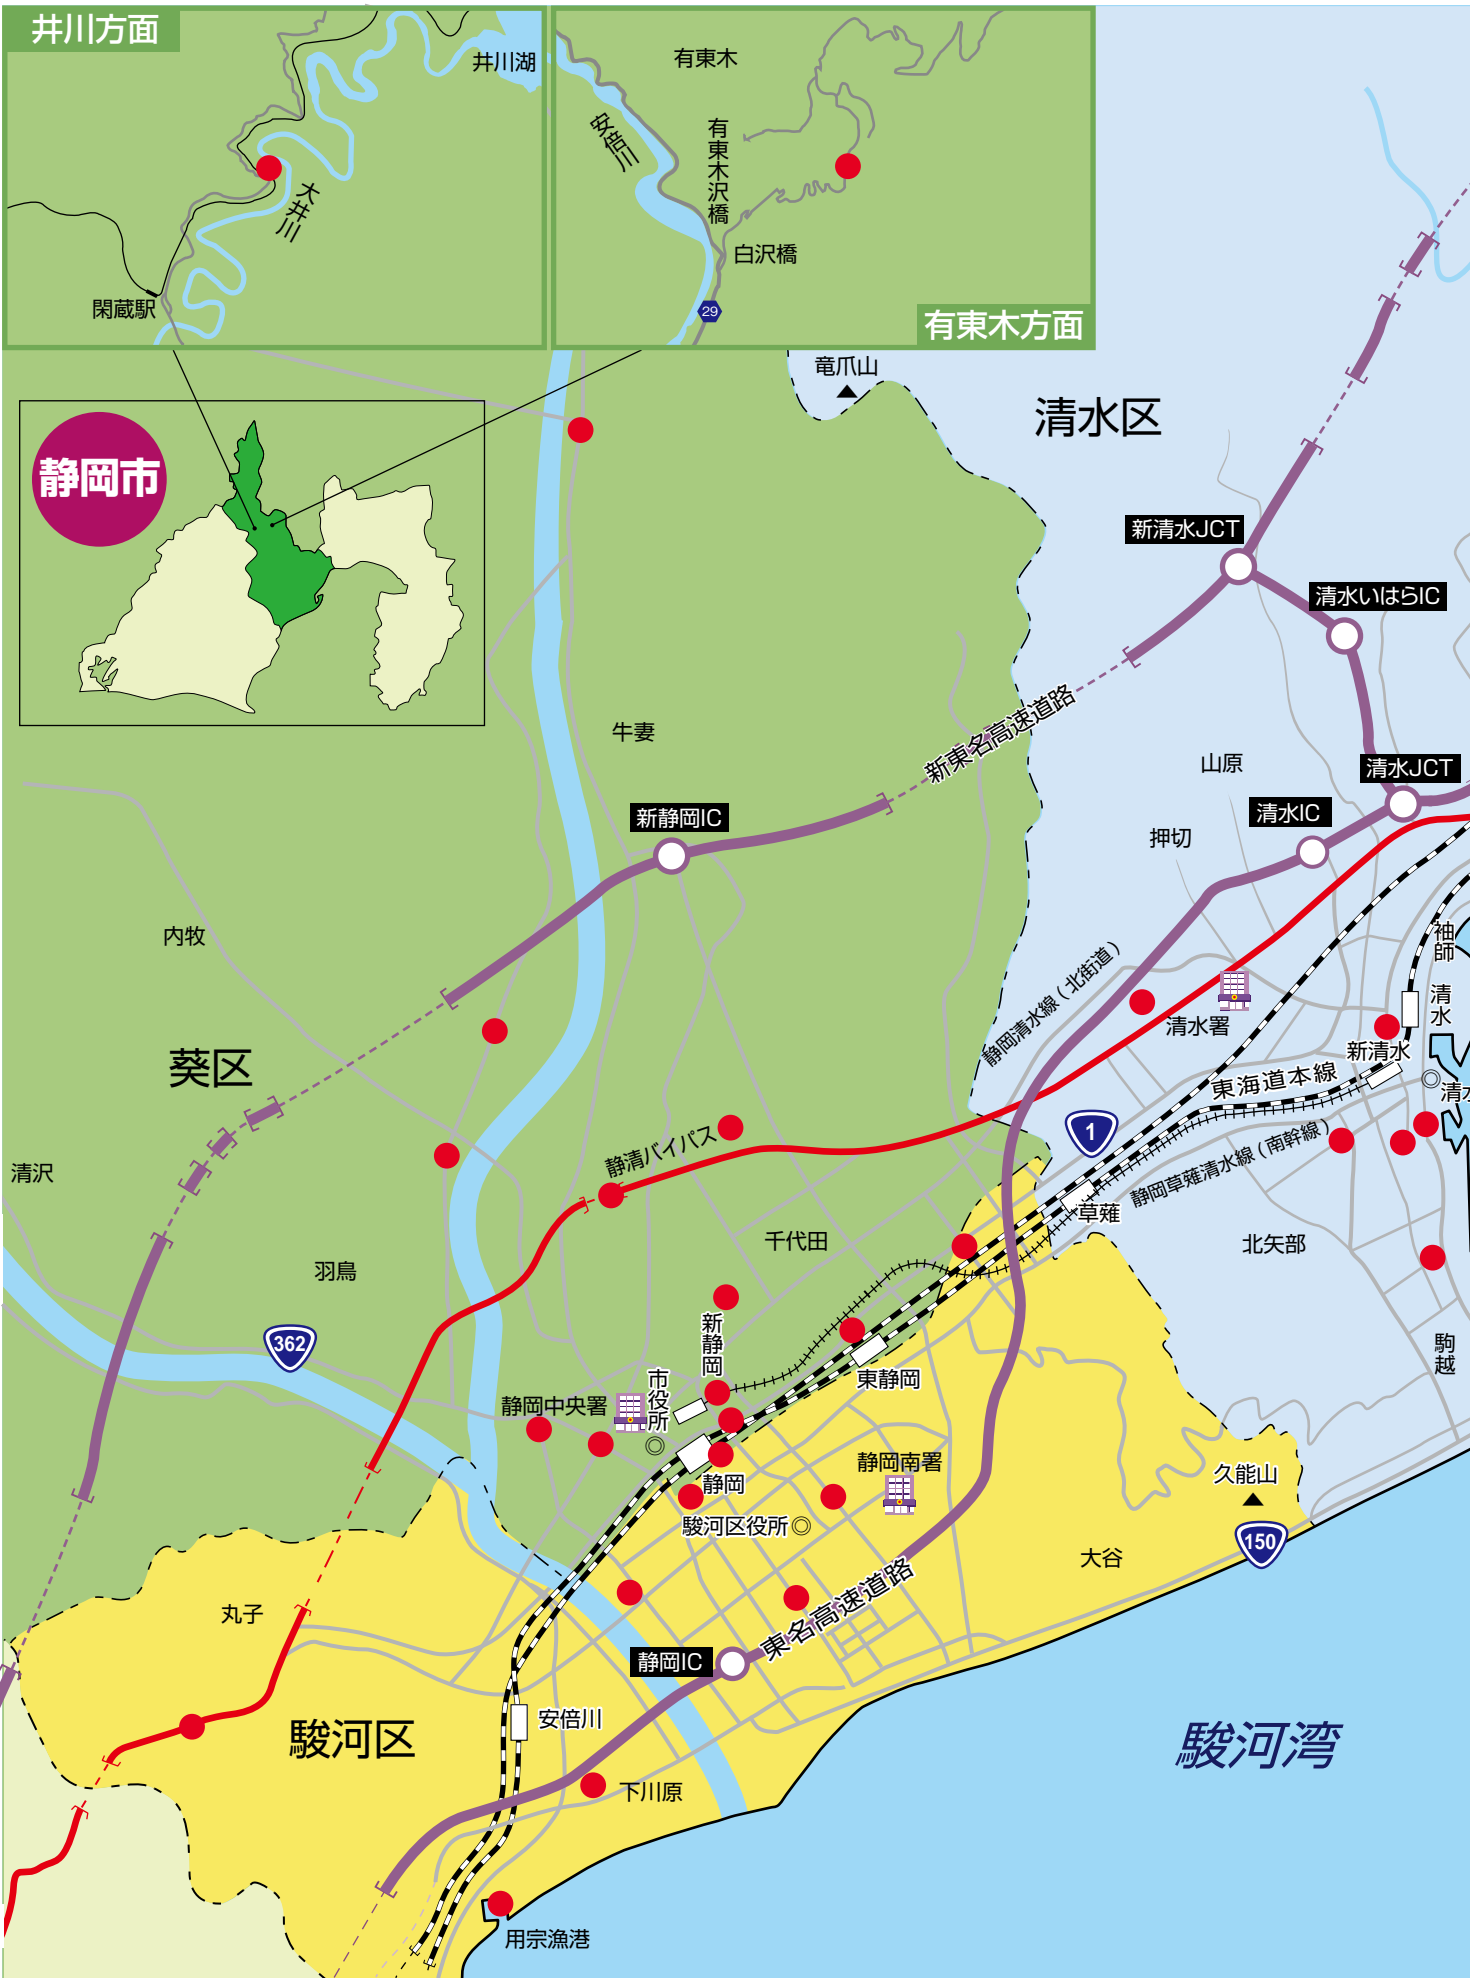 井川方面
井川湖
大井川
閑蔵駅
有東木
安倍川
有東木沢橋
白沢橋
29
有東木方面
静岡市
竜爪山
清水区
新清水JCT
清水いはらIC
新東名高速道路
牛妻
山原
清水JCT
新静岡IC
清水IC
押切
内牧
袖師
静岡清水線(北街道)
清水
清水署
葵区
新清水
東海道本線
清水
1
静清バイパス
静岡草薙清水線(南幹線)
清沢
草薙
千代田
北矢部
羽鳥
362
新静岡
駒越
市役所
東静岡
静岡中央署
静岡南署
久能山
静岡
駿河区役所
150
大谷
丸子
東名高速道路
静岡IC
安倍川
駿河区
駿河湾
下川原
用宗漁港